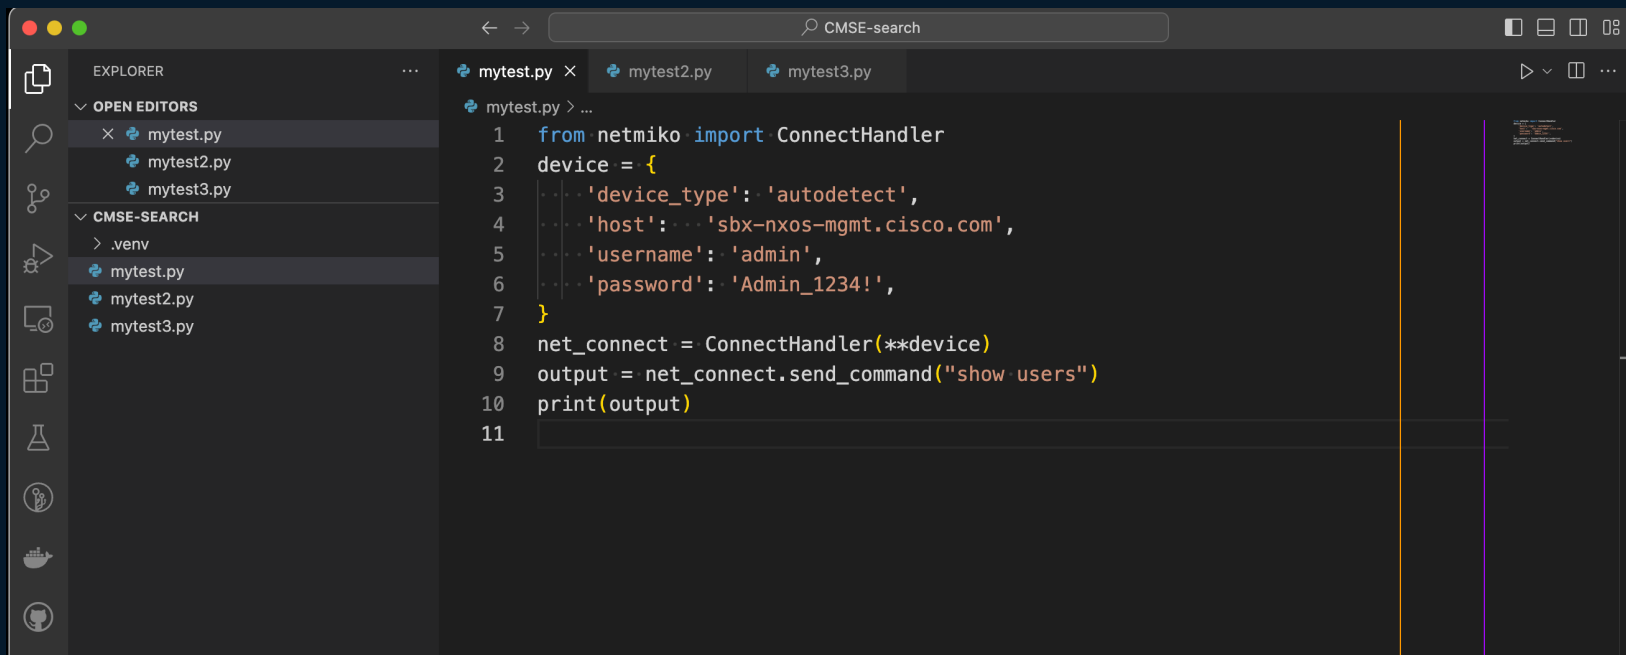 CMSE-search
EXPLORER
OPEN EDITORS
mytest.py
mytest2.py
mytest3.py
CMSE-SEARCH
.venv
mytest.py
mytest2.py
mytest3.py
mytest.py mytest2.py mytest3.py
mytest.py > ...
1 from netmiko import ConnectHandler
2 device = {
3     'device_type': 'autodetect',
4     'host':   'sbx-nxos-mgmt.cisco.com',
5     'username': 'admin',
6     'password': 'Admin_1234!',
7 }
8 net_connect = ConnectHandler(**device)
9 output = net_connect.send_command("show users")
10 print(output)
11